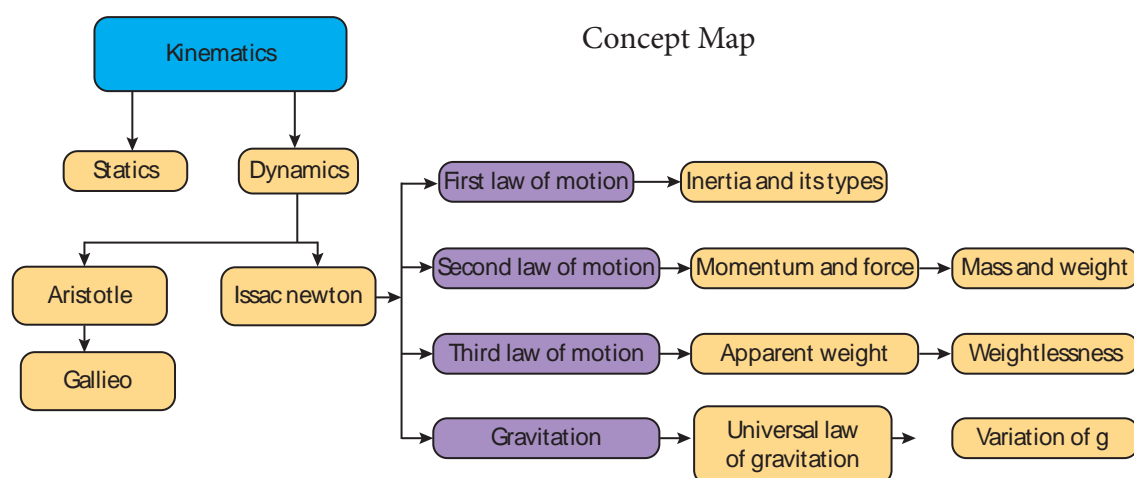 Concept Map
Kinematics
Statics
Dynamics
First law of motion
Inertia and its types
Second law of motion
Momentum and force
Mass and weight
Aristotle
Issac newton
Third law of motion
Apparent weight
Weightlessness
Gallieo
Gravitation
Universal law
of gravitation
Variation of g